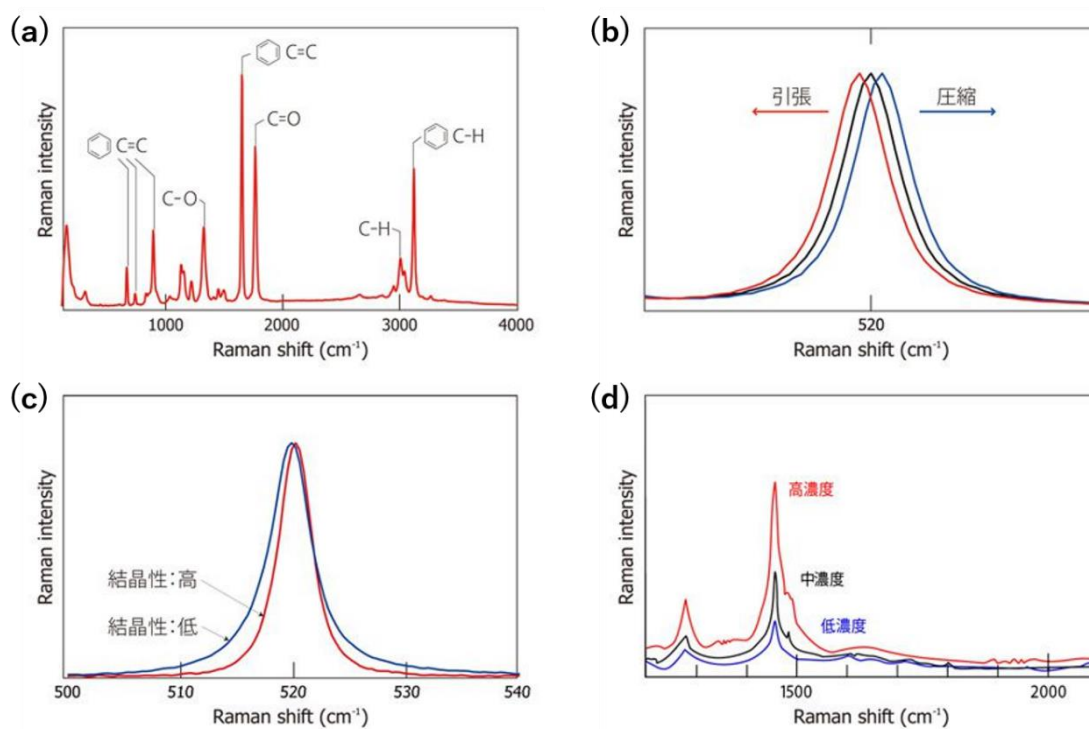 (a)
Raman intensity
C=C
C=O
C=C
C-O
C-H
C-H
1000
2000
3000
4000
Raman shift (cm⁻¹)
(b)
Raman intensity
引張
圧縮
520
Raman shift (cm⁻¹)
(c)
Raman intensity
結晶性:高
結晶性:低
500
510
520
530
540
Raman shift (cm⁻¹)
(d)
Raman intensity
高濃度
中濃度
低濃度
1500
2000
Raman shift (cm⁻¹)